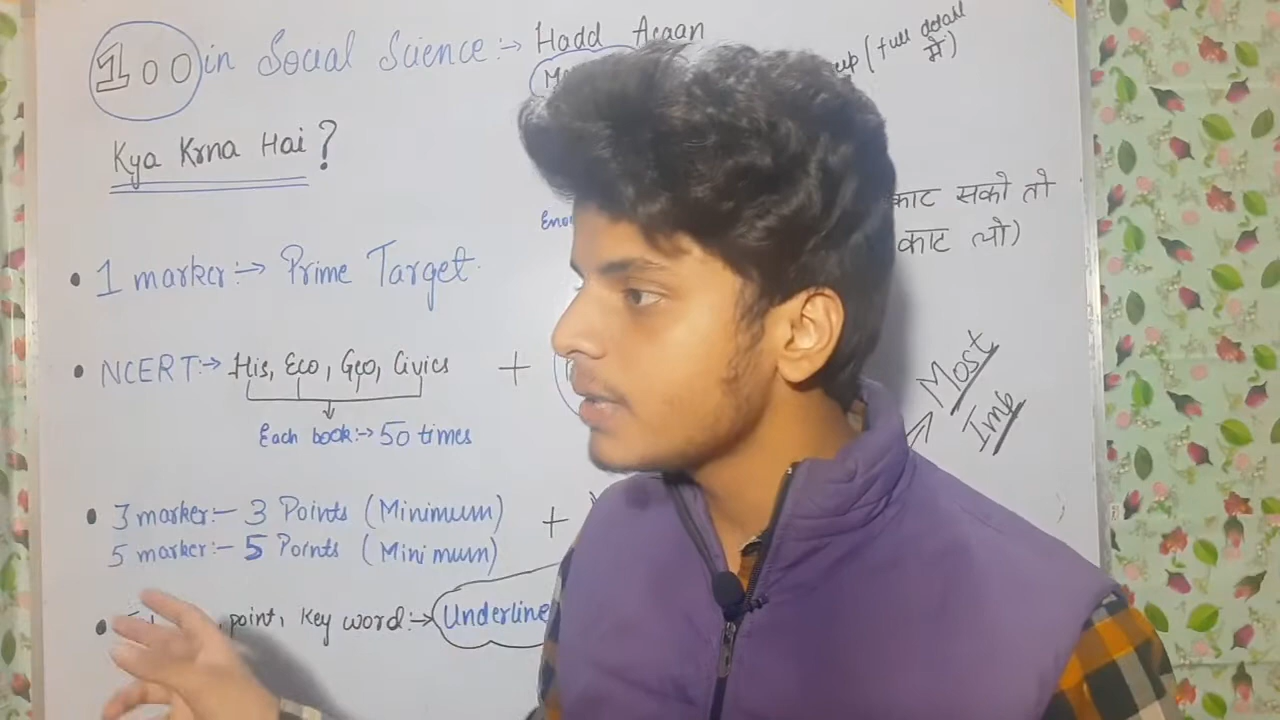 100 in Social Science:→ Hadd Asaan
(full detail में)
Kya Krna Hai?
काट सको तो
काट लो)
• 1 marker:→ Prime Target.
• NCERT:→ His, Eco, Geo, Civics +
Each book:→ 50 times
Most
Imp
• 3 marker:- 3 Points (Minimum) +
5 marker:- 5 Points (Minimum)
• point, Key word:→ Underline